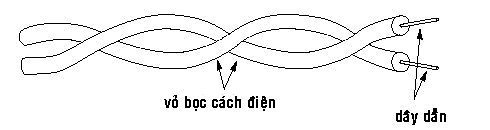 vỏ bọc cách điện
dây dẫn